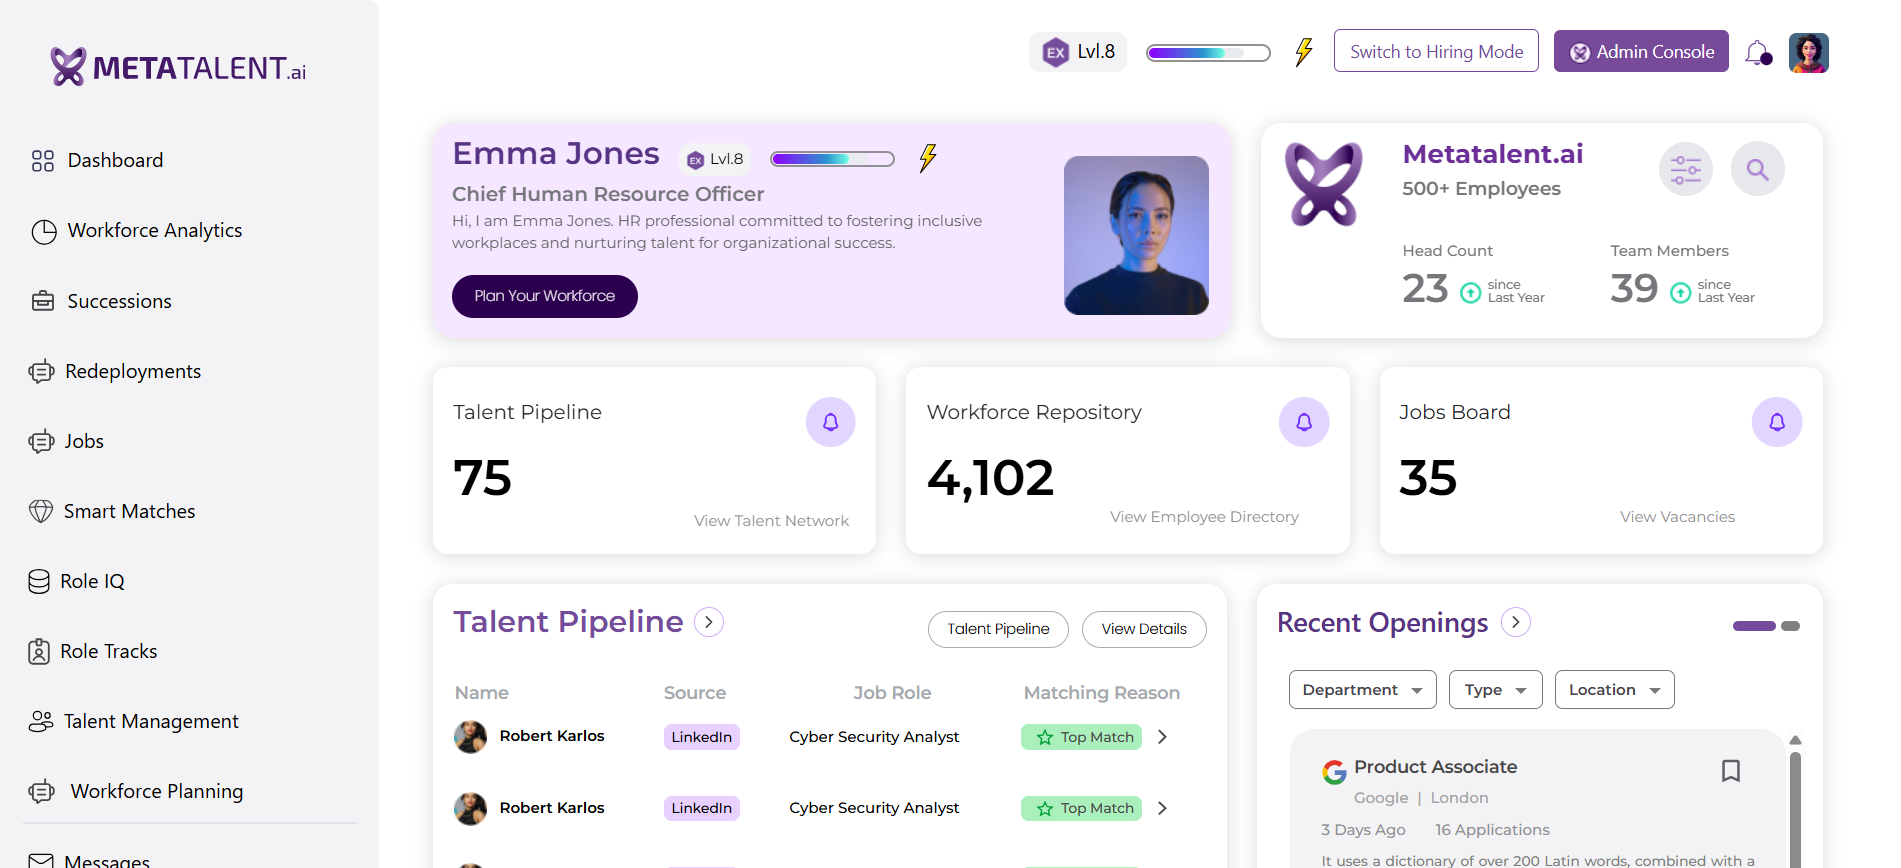 METATALENT.ai
EX Lvl.8
Switch to Hiring Mode
Admin Console
Dashboard
Workforce Analytics
Successions
Redeployments
Jobs
Smart Matches
Role IQ
Role Tracks
Talent Management
Workforce Planning
Messages
Emma Jones
EX Lvl.8
Chief Human Resource Officer
Hi, I am Emma Jones. HR professional committed to fostering inclusive
workplaces and nurturing talent for organizational success.
Plan Your Workforce
Metatalent.ai
500+ Employees
Head Count
23 since
Last Year
Team Members
39 since
Last Year
Talent Pipeline
75
View Talent Network
Workforce Repository
4,102
View Employee Directory
Jobs Board
35
View Vacancies
Talent Pipeline
Talent Pipeline
View Details
Name Source Job Role Matching Reason
Robert Karlos LinkedIn Cyber Security Analyst Top Match
Robert Karlos LinkedIn Cyber Security Analyst Top Match
Recent Openings
Department Type Location
Product Associate
Google | London
3 Days Ago 16 Applications
It uses a dictionary of over 200 Latin words, combined with a